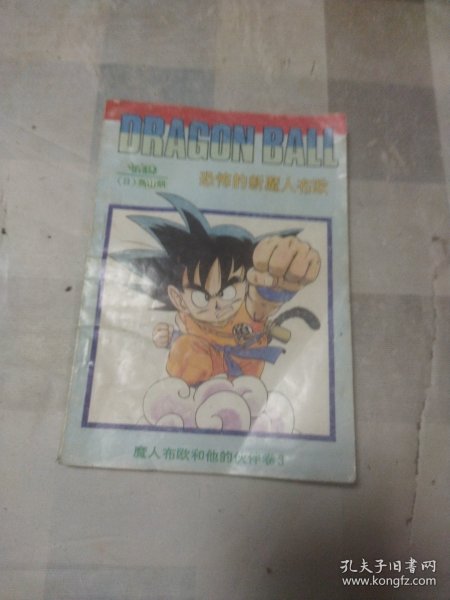 DRAGON BALL
(日)鸟山明
恐怖的新魔人布欧
魔人布欧和他的伙伴卷3
孔夫子旧书网
www.kongfz.com